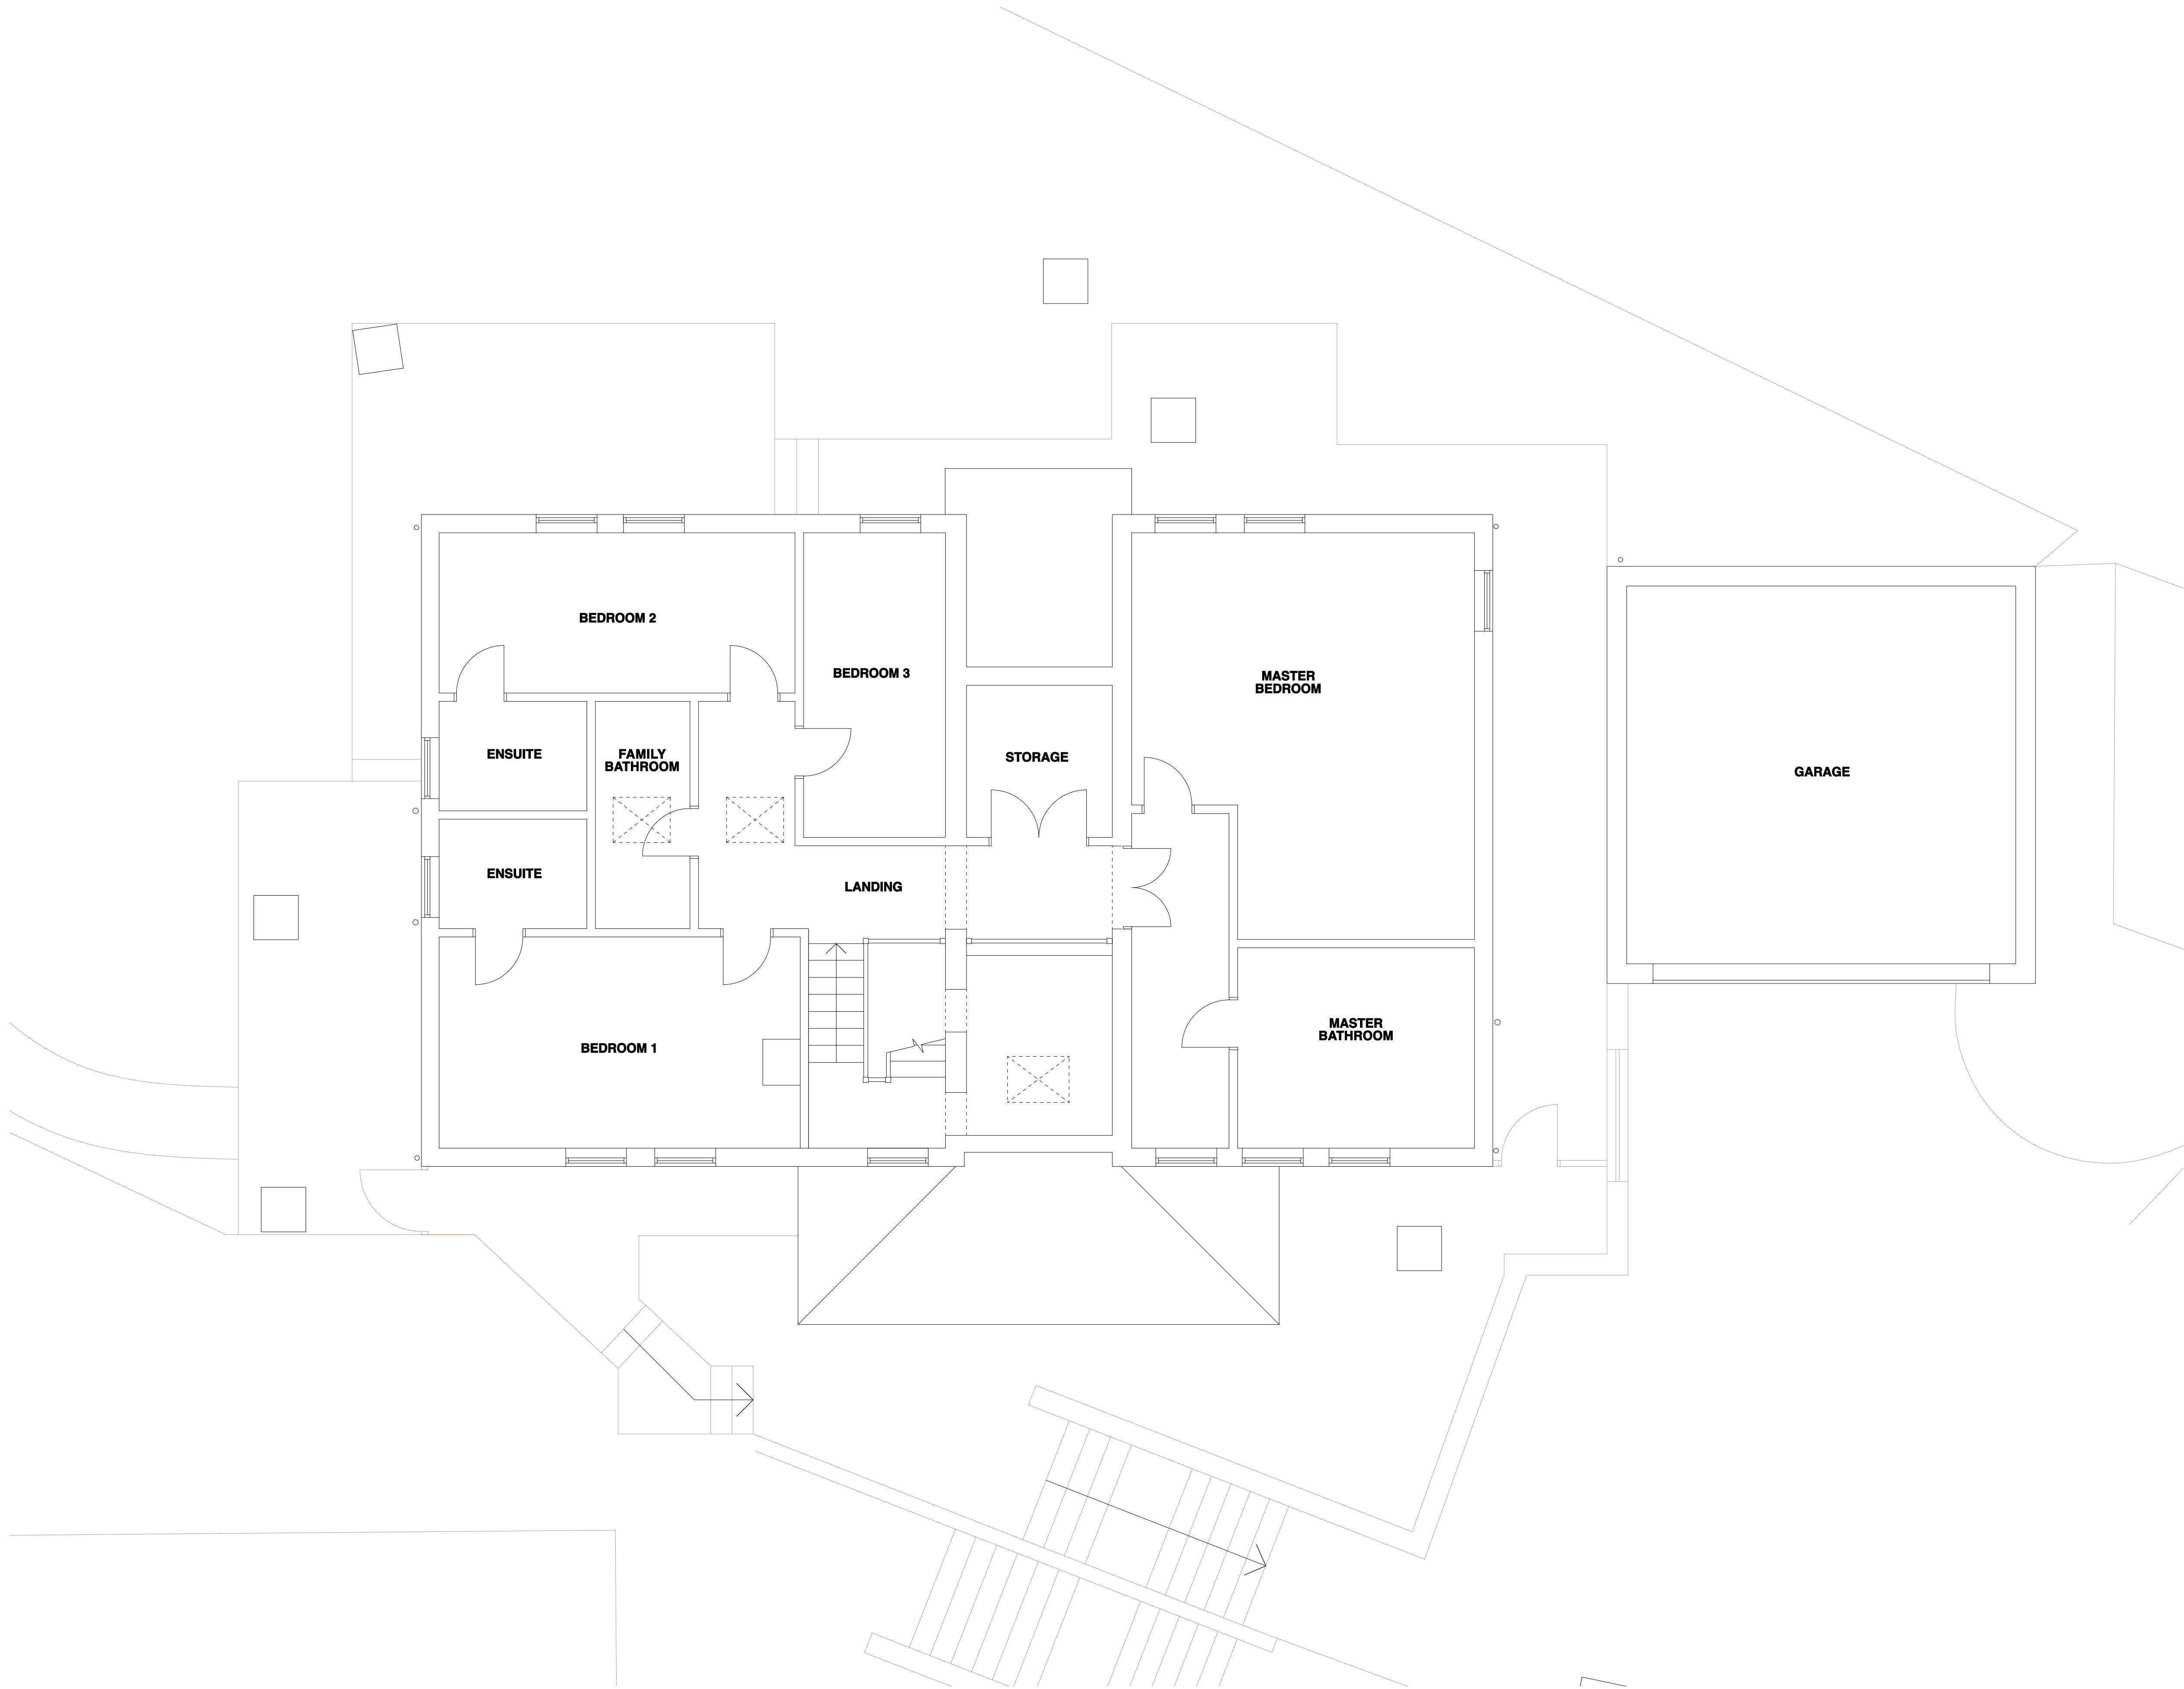 BEDROOM 2
BEDROOM 3
MASTER
BEDROOM
ENSUITE
FAMILY
BATHROOM
STORAGE
GARAGE
ENSUITE
LANDING
BEDROOM 1
MASTER
BATHROOM